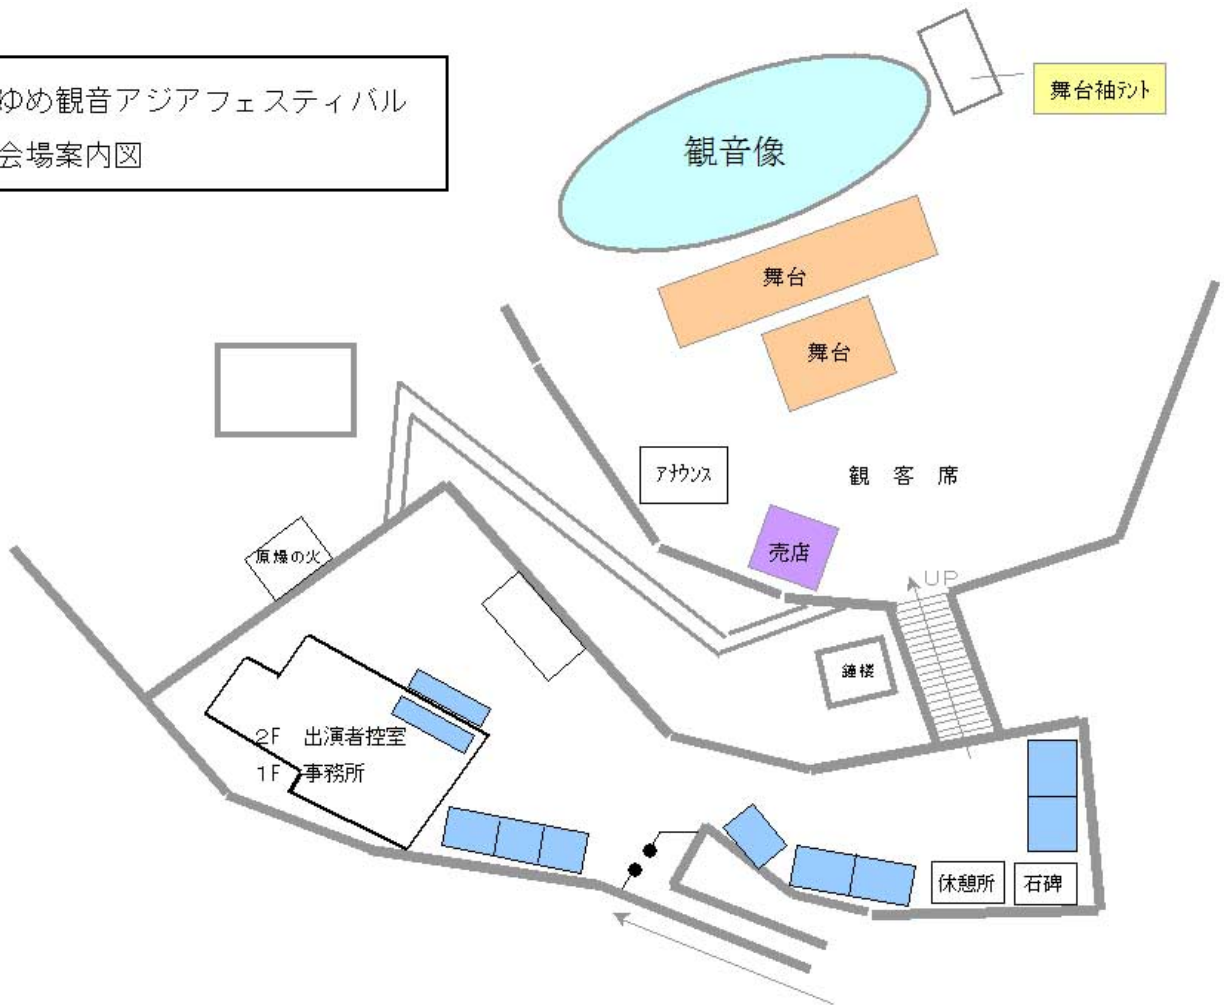 ゆめ観音アジアフェスティバル
会場案内図
舞台袖テント
観音像
舞台
舞台
アナウンス
観客席
売店
原爆の火
UP
鐘楼
2F 出演者控室
1F 事務所
休憩所
石碑